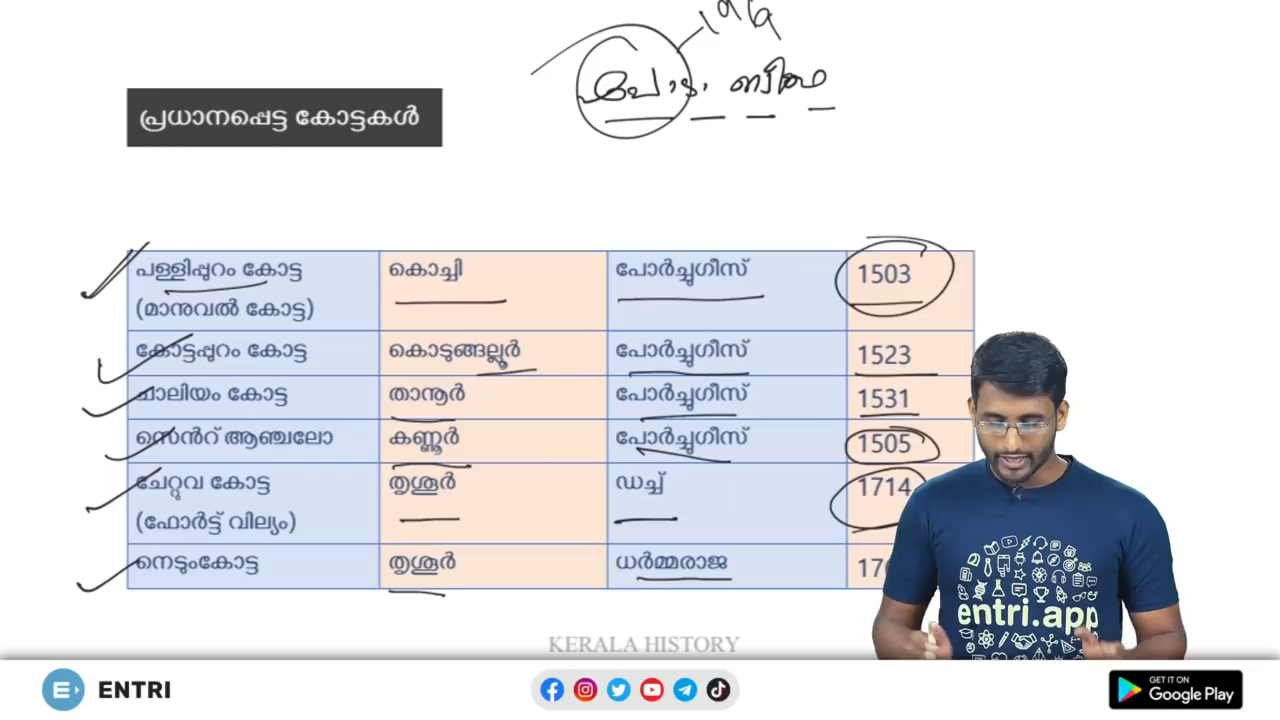 പ്രധാനപ്പെട്ട കോട്ടകൾ
പള്ളിപ്പുറം കോട്ട (മാനുവൽ കോട്ട) കൊച്ചി പോർച്ചുഗീസ് 1503
കോട്ടപ്പുറം കോട്ട കൊടുങ്ങല്ലൂർ പോർച്ചുഗീസ് 1523
ചാലിയം കോട്ട താനൂർ പോർച്ചുഗീസ് 1531
സെൻറ് ആഞ്ചലോ കണ്ണൂർ പോർച്ചുഗീസ് 1505
ചേറ്റുവ കോട്ട (ഫോർട്ട് വില്യം) തൃശൂർ ഡച്ച് 1714
നെടുംകോട്ട തൃശൂർ ധർമ്മരാജ
KERALA HISTORY
entri.app
ENTRI
GET IT ON
Google Play